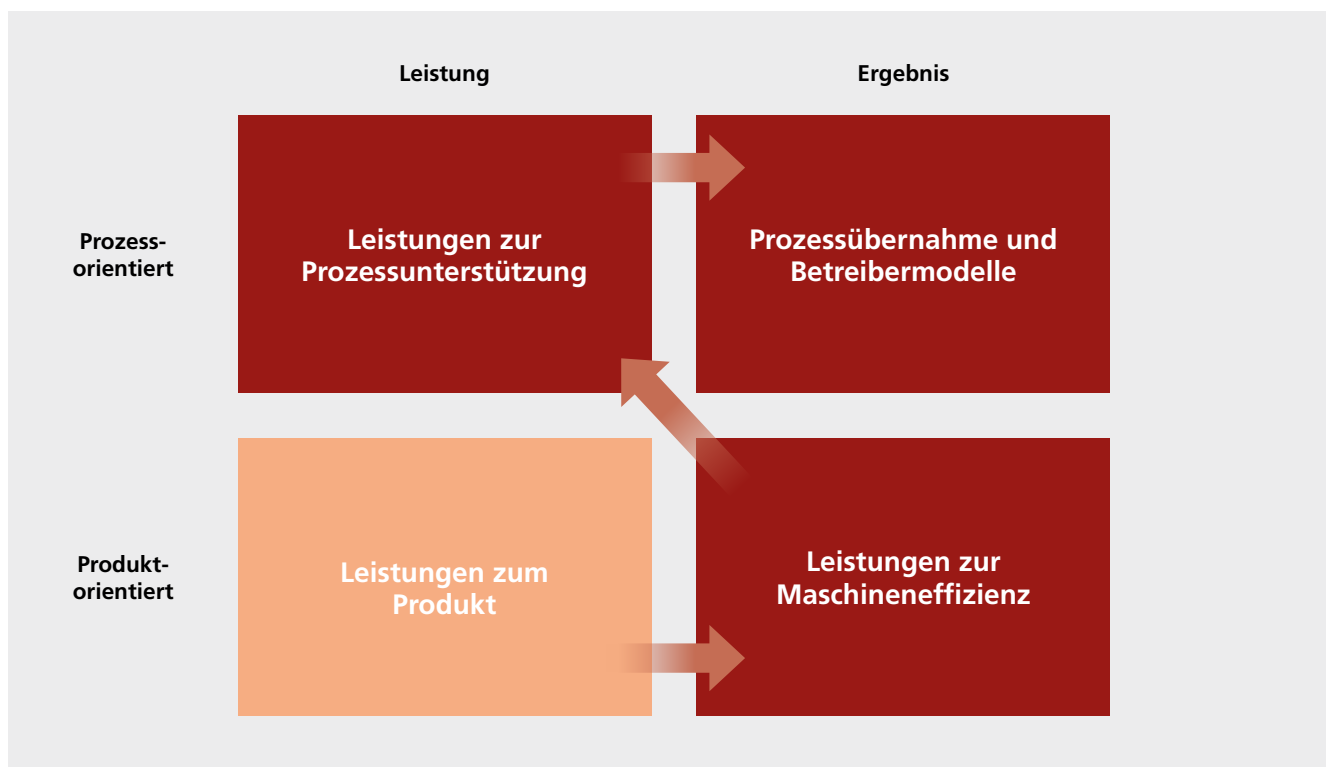 Leistung
Ergebnis
Prozess-
orientiert
Leistungen zur
Prozessunterstützung
Prozessübernahme und
Betreibermodelle
Produkt-
orientiert
Leistungen zum
Produkt
Leistungen zur
Maschineneffizienz